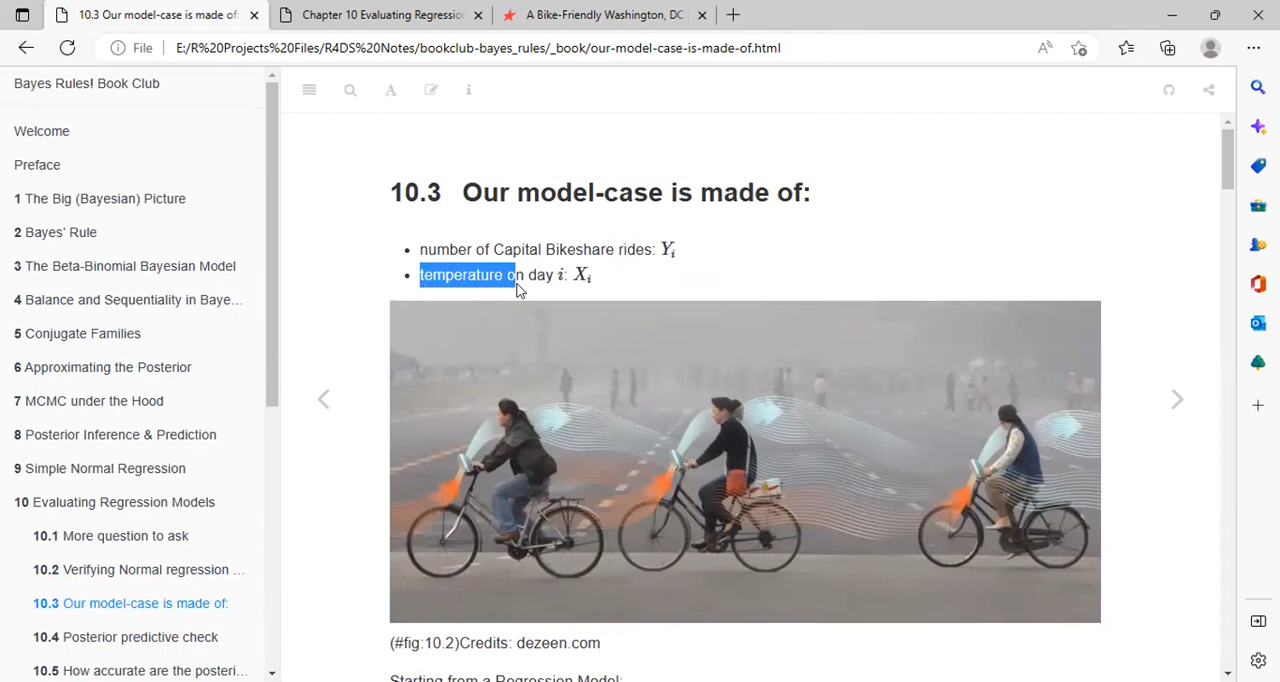 10.3 Our model-case is made of:
Chapter 10 Evaluating Regression
A Bike-Friendly Washington, DC
File
E:/R%20Projects%20Files/R4DS%20Notes/bookclub-bayes_rules/_book/our-model-case-is-made-of.html
Bayes Rules! Book Club
Welcome
Preface
1 The Big (Bayesian) Picture
2 Bayes' Rule
3 The Beta-Binomial Bayesian Model
4 Balance and Sequentiality in Baye...
5 Conjugate Families
6 Approximating the Posterior
7 MCMC under the Hood
8 Posterior Inference & Prediction
9 Simple Normal Regression
10 Evaluating Regression Models
10.1 More question to ask
10.2 Verifying Normal regression ...
10.3 Our model-case is made of:
10.4 Posterior predictive check
10.5 How accurate are the posteri...
10.3 Our model-case is made of:
• number of Capital Bikeshare rides: Yi
• temperature on day i: Xi
(#fig:10.2)Credits: dezeen.com
Starting from a Regression Model: